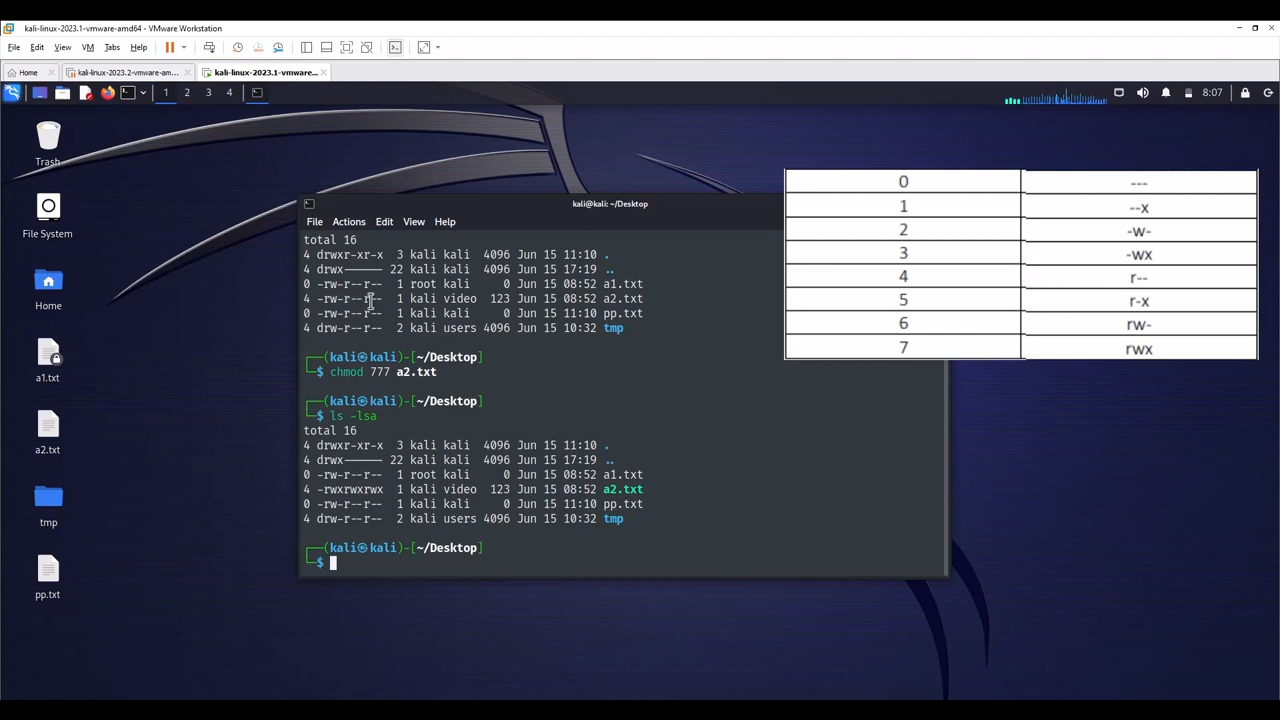 kali-linux-2023.1-vmware-amd64 - VMware Workstation
File Edit View VM Tabs Help
Home kali-linux-2023.2-vmware-am... kali-linux-2023.1-vmware...
1 2 3 4 8:07
Trash
File System
Home
a1.txt
a2.txt
tmp
pp.txt
kali@kali: ~/Desktop
File Actions Edit View Help
total 16
4 drwxr-xr-x 3 kali kali 4096 Jun 15 11:10 .
4 drwx------ 22 kali kali 4096 Jun 15 17:19 ..
0 -rw-r--r-- 1 root kali 0 Jun 15 08:52 a1.txt
4 -rw-r--r-- 1 kali video 123 Jun 15 08:52 a2.txt
0 -rw-r--r-- 1 kali kali 0 Jun 15 11:10 pp.txt
4 drw-r--r-- 2 kali users 4096 Jun 15 10:32 tmp
┌──(kali㉿kali)-[~/Desktop]
└─$ chmod 777 a2.txt
┌──(kali㉿kali)-[~/Desktop]
└─$ ls -lsa
total 16
4 drwxr-xr-x 3 kali kali 4096 Jun 15 11:10 .
4 drwx------ 22 kali kali 4096 Jun 15 17:19 ..
0 -rw-r--r-- 1 root kali 0 Jun 15 08:52 a1.txt
4 -rwxrwxrwx 1 kali video 123 Jun 15 08:52 a2.txt
0 -rw-r--r-- 1 kali kali 0 Jun 15 11:10 pp.txt
4 drw-r--r-- 2 kali users 4096 Jun 15 10:32 tmp
┌──(kali㉿kali)-[~/Desktop]
└─$
0 ---
1 --x
2 -w-
3 -wx
4 r--
5 r-x
6 rw-
7 rwx